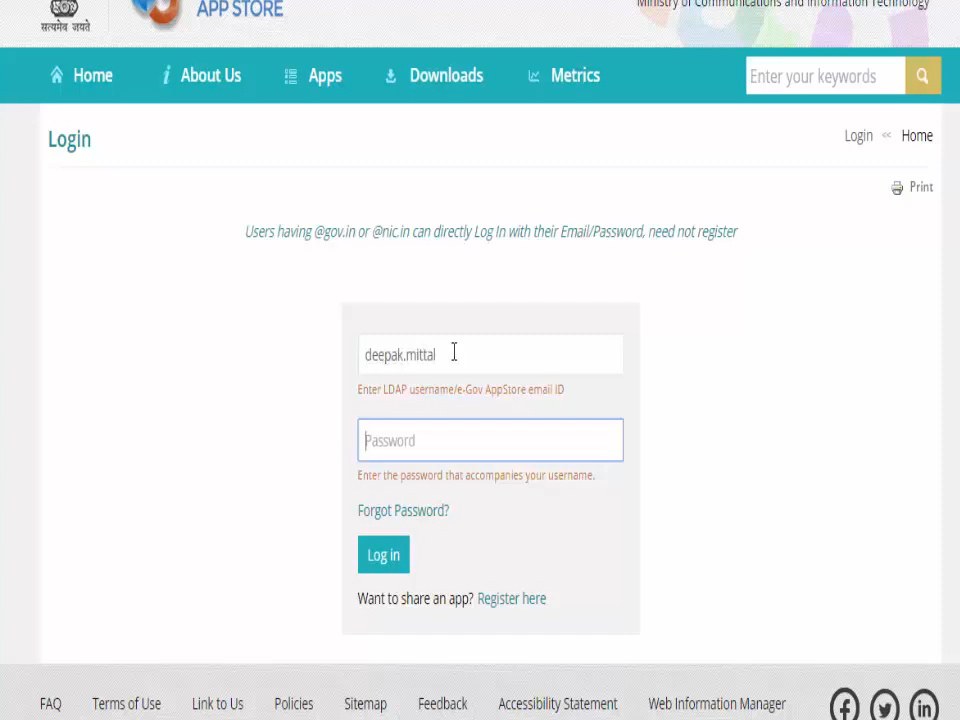 सत्यमेव जयते
APP STORE
Ministry of Communications and Information Technology
Home
About Us
Apps
Downloads
Metrics
Enter your keywords
Login
Login << Home
Print
Users having @gov.in or @nic.in can directly Log In with their Email/Password, need not register
deepak.mittal
Enter LDAP username/e-Gov AppStore email ID
Password
Enter the password that accompanies your username.
Forgot Password?
Log in
Want to share an app? Register here
FAQ
Terms of Use
Link to Us
Policies
Sitemap
Feedback
Accessibility Statement
Web Information Manager